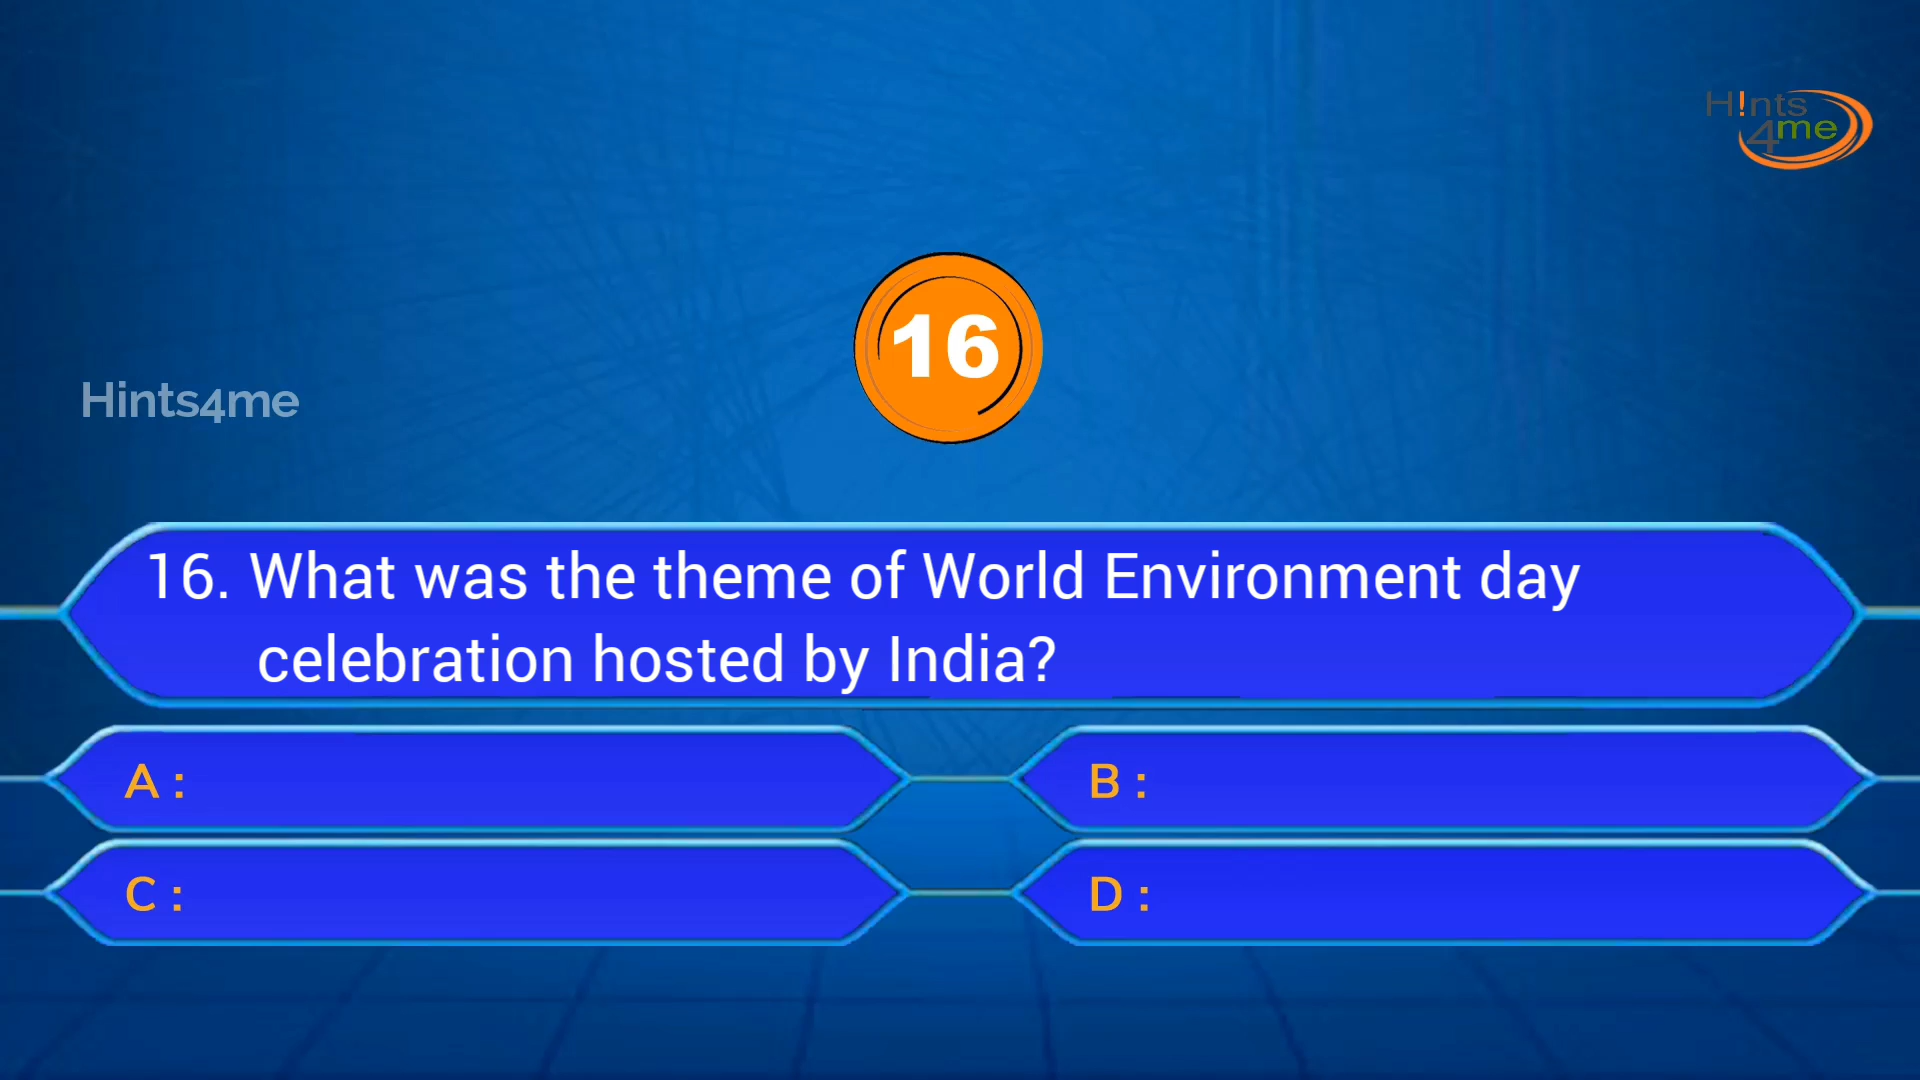 H!nts
4me
16
Hints4me
16. What was the theme of World Environment day
celebration hosted by India?
A :
B :
C :
D :